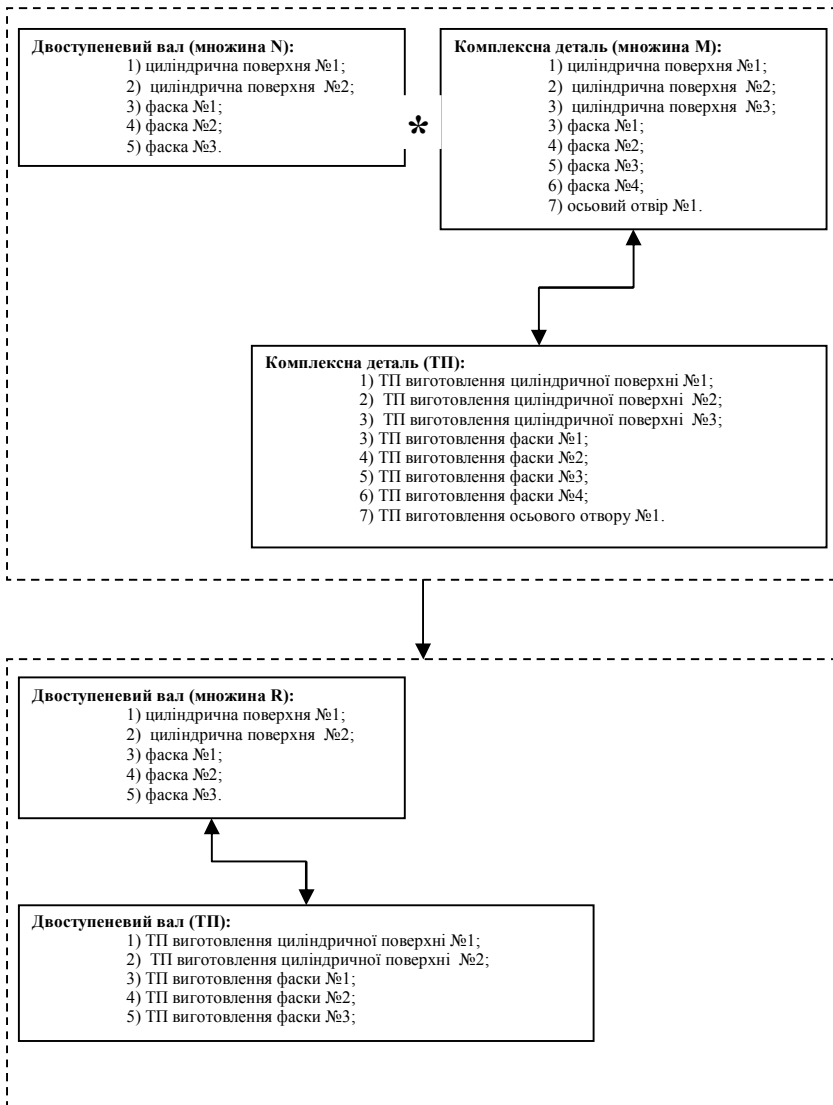 Двоступеневий вал (множина N):
1) циліндрична поверхня №1;
2) циліндрична поверхня №2;
3) фаска №1;
4) фаска №2;
5) фаска №3.
*
Комплексна деталь (множина М):
1) циліндрична поверхня №1;
2) циліндрична поверхня №2;
3) циліндрична поверхня №3;
3) фаска №1;
4) фаска №2;
5) фаска №3;
6) фаска №4;
7) осьовий отвір №1.
Комплексна деталь (ТП):
1) ТП виготовлення циліндричної поверхні №1;
2) ТП виготовлення циліндричної поверхні №2;
3) ТП виготовлення циліндричної поверхні №3;
3) ТП виготовлення фаски №1;
4) ТП виготовлення фаски №2;
5) ТП виготовлення фаски №3;
6) ТП виготовлення фаски №4;
7) ТП виготовлення осьового отвору №1.
Двоступеневий вал (множина R):
1) циліндрична поверхня №1;
2) циліндрична поверхня №2;
3) фаска №1;
4) фаска №2;
5) фаска №3.
Двоступеневий вал (ТП):
1) ТП виготовлення циліндричної поверхні №1;
2) ТП виготовлення циліндричної поверхні №2;
3) ТП виготовлення фаски №1;
4) ТП виготовлення фаски №2;
5) ТП виготовлення фаски №3;